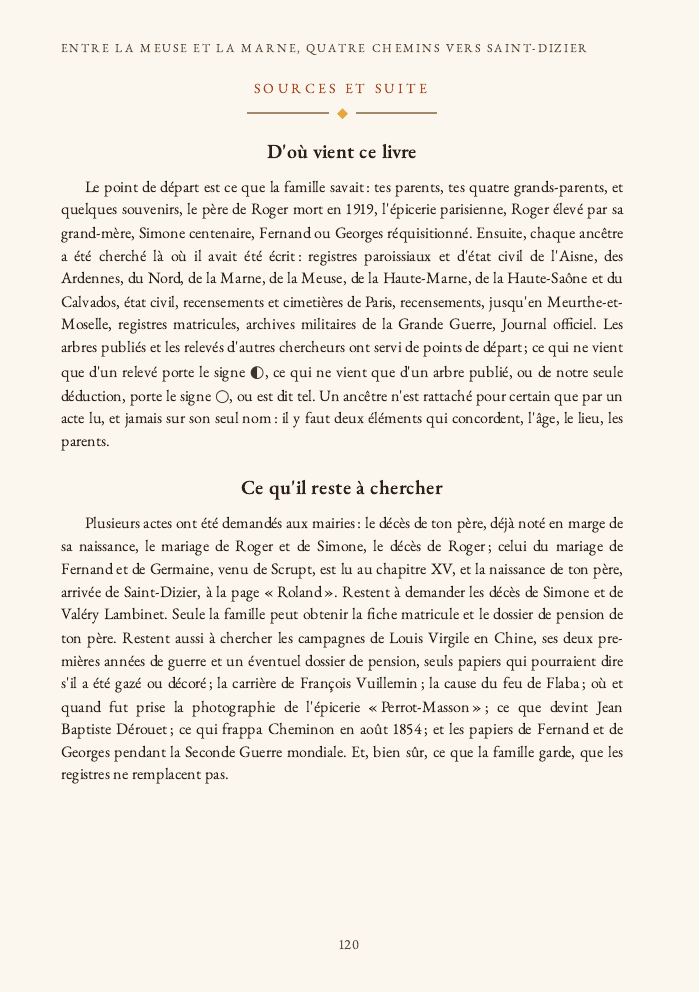 ENTRE LA MEUSE ET LA MARNE, QUATRE CHEMINS VERS SAINT-DIZIER
SOURCES ET SUITE
D'où vient ce livre
Le point de départ est ce que la famille savait : tes parents, tes quatre grands-parents, et
quelques souvenirs, le père de Roger mort en 1919, l'épicerie parisienne, Roger élevé par sa
grand-mère, Simone centenaire, Fernand ou Georges réquisitionné. Ensuite, chaque ancêtre
a été cherché là où il avait été écrit : registres paroissiaux et d'état civil de l'Aisne, des
Ardennes, du Nord, de la Marne, de la Meuse, de la Haute-Marne, de la Haute-Saône et du
Calvados, état civil, recensements et cimetières de Paris, recensements, jusqu'en Meurthe-et-
Moselle, registres matricules, archives militaires de la Grande Guerre, Journal officiel. Les
arbres publiés et les relevés d'autres chercheurs ont servi de points de départ ; ce qui ne vient
que d'un relevé porte le signe ◐, ce qui ne vient que d'un arbre publié, ou de notre seule
déduction, porte le signe ○, ou est dit tel. Un ancêtre n'est rattaché pour certain que par un
acte lu, et jamais sur son seul nom : il y faut deux éléments qui concordent, l'âge, le lieu, les
parents.
Ce qu'il reste à chercher
Plusieurs actes ont été demandés aux mairies : le décès de ton père, déjà noté en marge de
sa naissance, le mariage de Roger et de Simone, le décès de Roger ; celui du mariage de
Fernand et de Germaine, venu de Scrupt, est lu au chapitre XV, et la naissance de ton père,
arrivée de Saint-Dizier, à la page « Roland ». Restent à demander les décès de Simone et de
Valéry Lambinet. Seule la famille peut obtenir la fiche matricule et le dossier de pension de
ton père. Restent aussi à chercher les campagnes de Louis Virgile en Chine, ses deux pre-
mières années de guerre et un éventuel dossier de pension, seuls papiers qui pourraient dire
s'il a été gazé ou décoré ; la carrière de François Vuillemin ; la cause du feu de Flaba ; où et
quand fut prise la photographie de l'épicerie « Perrot-Masson » ; ce que devint Jean
Baptiste Dérouet ; ce qui frappa Cheminon en août 1854 ; et les papiers de Fernand et de
Georges pendant la Seconde Guerre mondiale. Et, bien sûr, ce que la famille garde, que les
registres ne remplacent pas.
120